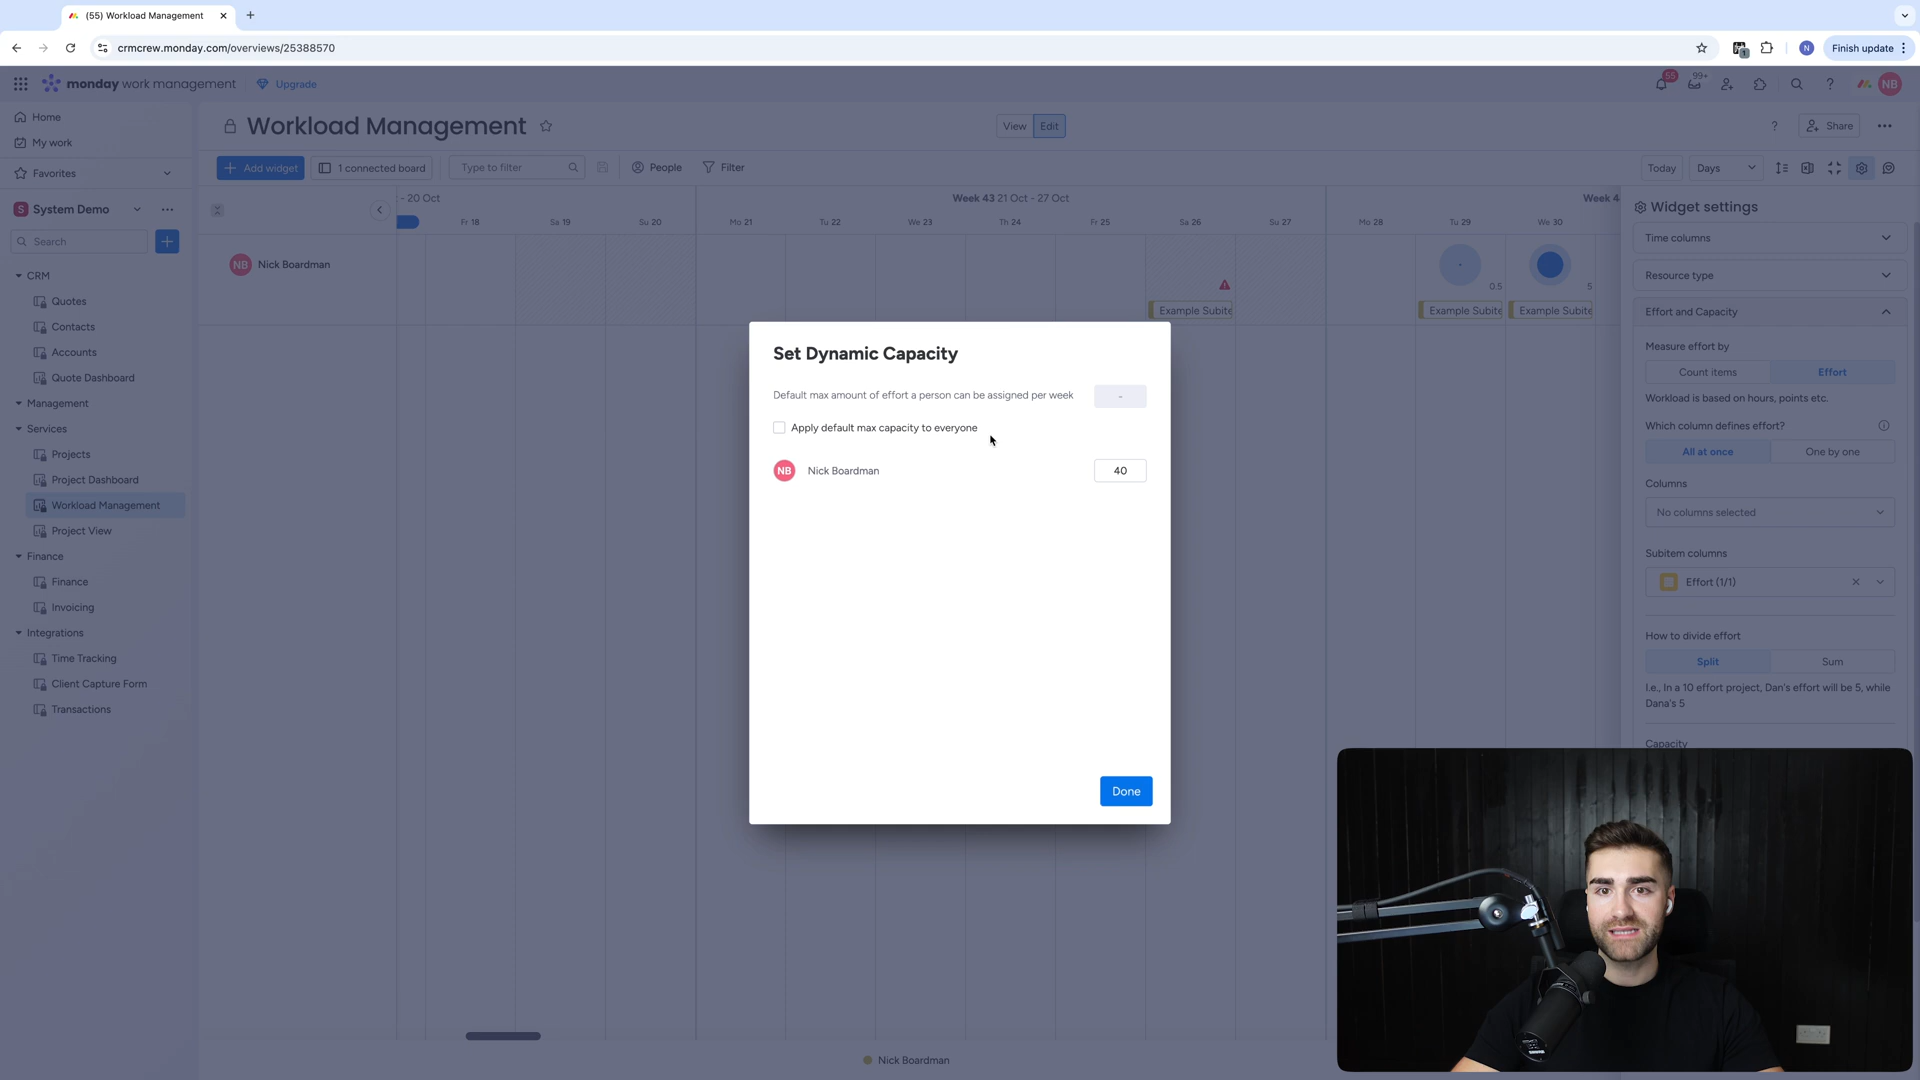 (55) Workload Management
crmcrew.monday.com/overviews/25388570
N
Finish update
monday work management
Upgrade
55
99+
NB
Home
My work
Favorites
S System Demo
Search
CRM
Quotes
Contacts
Accounts
Quote Dashboard
Management
Services
Projects
Project Dashboard
Workload Management
Project View
Finance
Finance
Invoicing
Integrations
Time Tracking
Client Capture Form
Transactions
Workload Management
View
Edit
Share
Add widget
1 connected board
Type to filter
People
Filter
Today
Days
- 20 Oct
Week 43 21 Oct - 27 Oct
Week 4
Fr 18
Sa 19
Su 20
Mo 21
Tu 22
We 23
Th 24
Fr 25
Sa 26
Su 27
Mo 28
Tu 29
We 30
NB Nick Boardman
-
0.5
5
Example Subite
Example Subite
Example Subite
Set Dynamic Capacity
Default max amount of effort a person can be assigned per week
-
Apply default max capacity to everyone
NB Nick Boardman
40
Done
Widget settings
Time columns
Resource type
Effort and Capacity
Measure effort by
Count items
Effort
Workload is based on hours, points etc.
Which column defines effort?
All at once
One by one
Columns
No columns selected
Subitem columns
Effort (1/1)
How to divide effort
Split
Sum
I.e., In a 10 effort project, Dan's effort will be 5, while
Dana's 5
Capacity
Nick Boardman